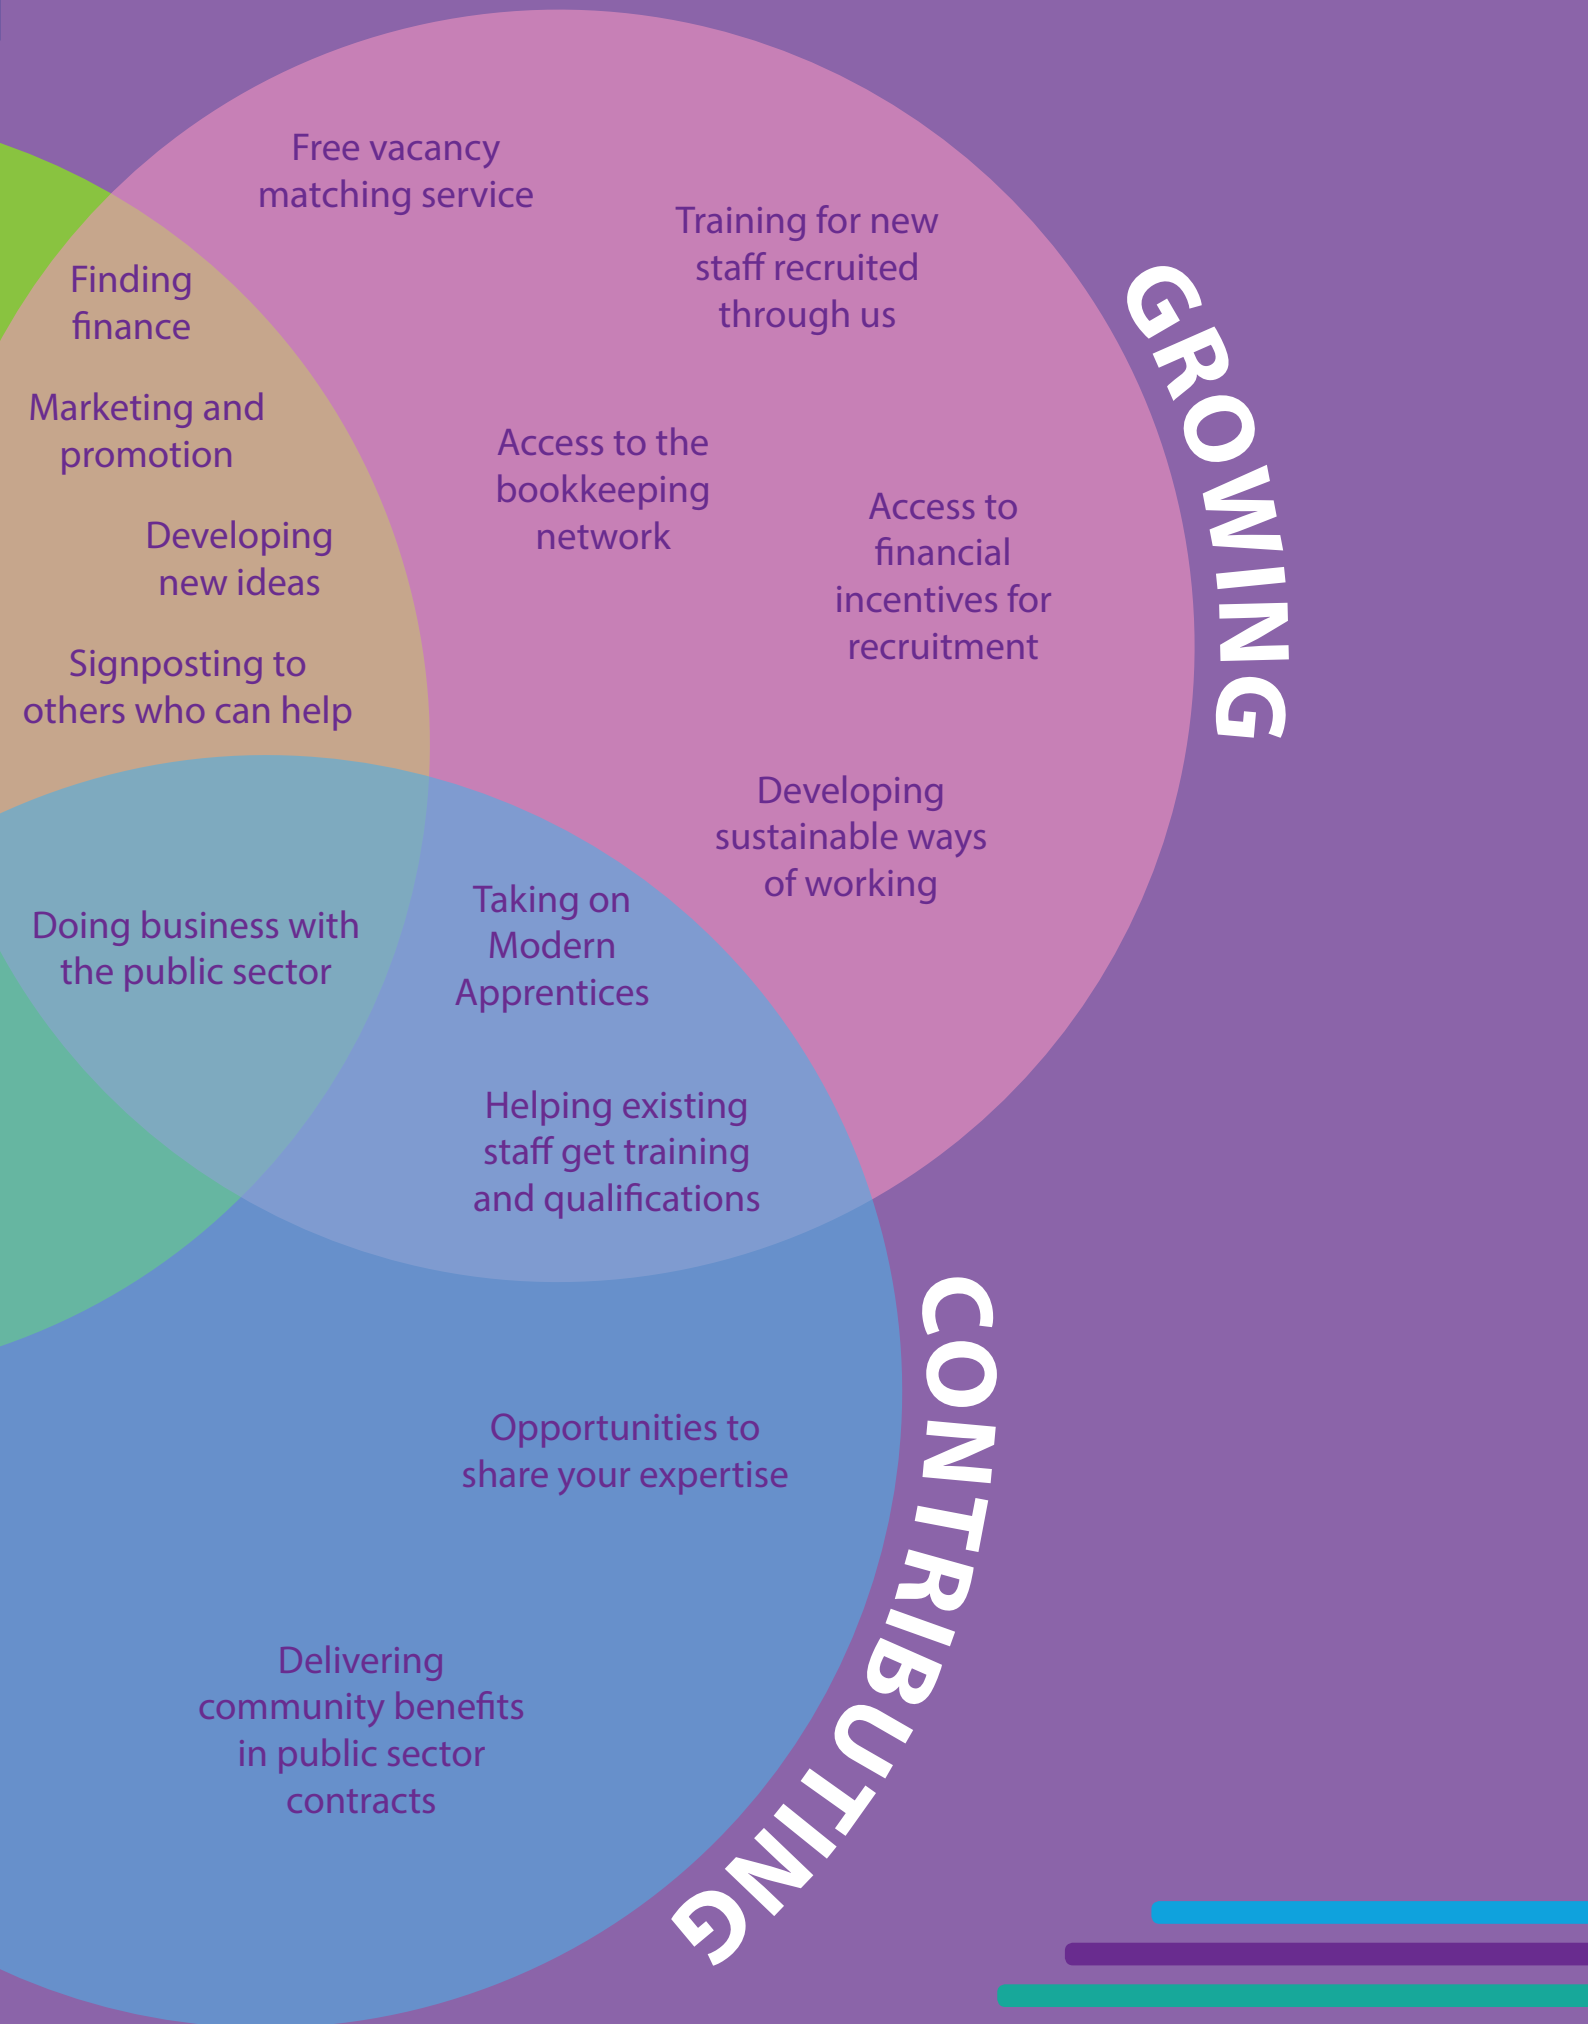 Free vacancy
matching service
Training for new
staff recruited
through us
Finding
finance
Marketing and
promotion
Access to the
bookkeeping
network
Access to
financial
incentives for
recruitment
Developing
new ideas
Signposting to
others who can help
Developing
sustainable ways
of working
GROWING
Doing business with
the public sector
Taking on
Modern
Apprentices
Helping existing
staff get training
and qualifications
Opportunities to
share your expertise
Delivering
community benefits
in public sector
contracts
CONTRIBUTING